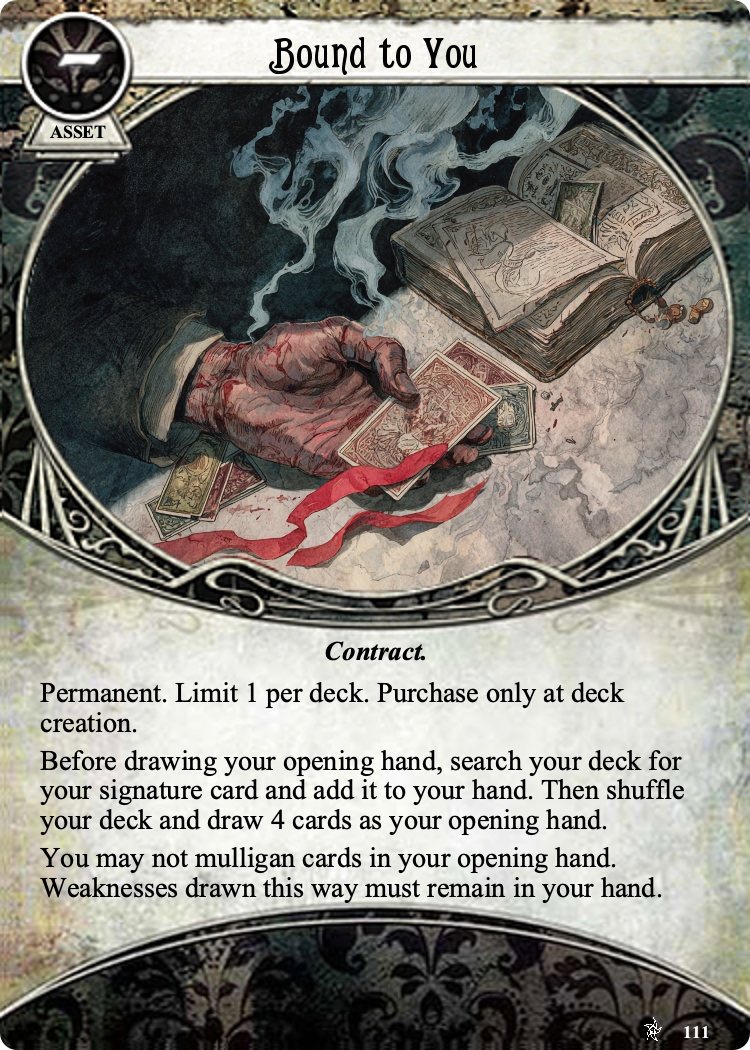 Bound to You
–
ASSET
Contract.
Permanent. Limit 1 per deck. Purchase only at deck
creation.
Before drawing your opening hand, search your deck for
your signature card and add it to your hand. Then shuffle
your deck and draw 4 cards as your opening hand.
You may not mulligan cards in your opening hand.
Weaknesses drawn this way must remain in your hand.
111